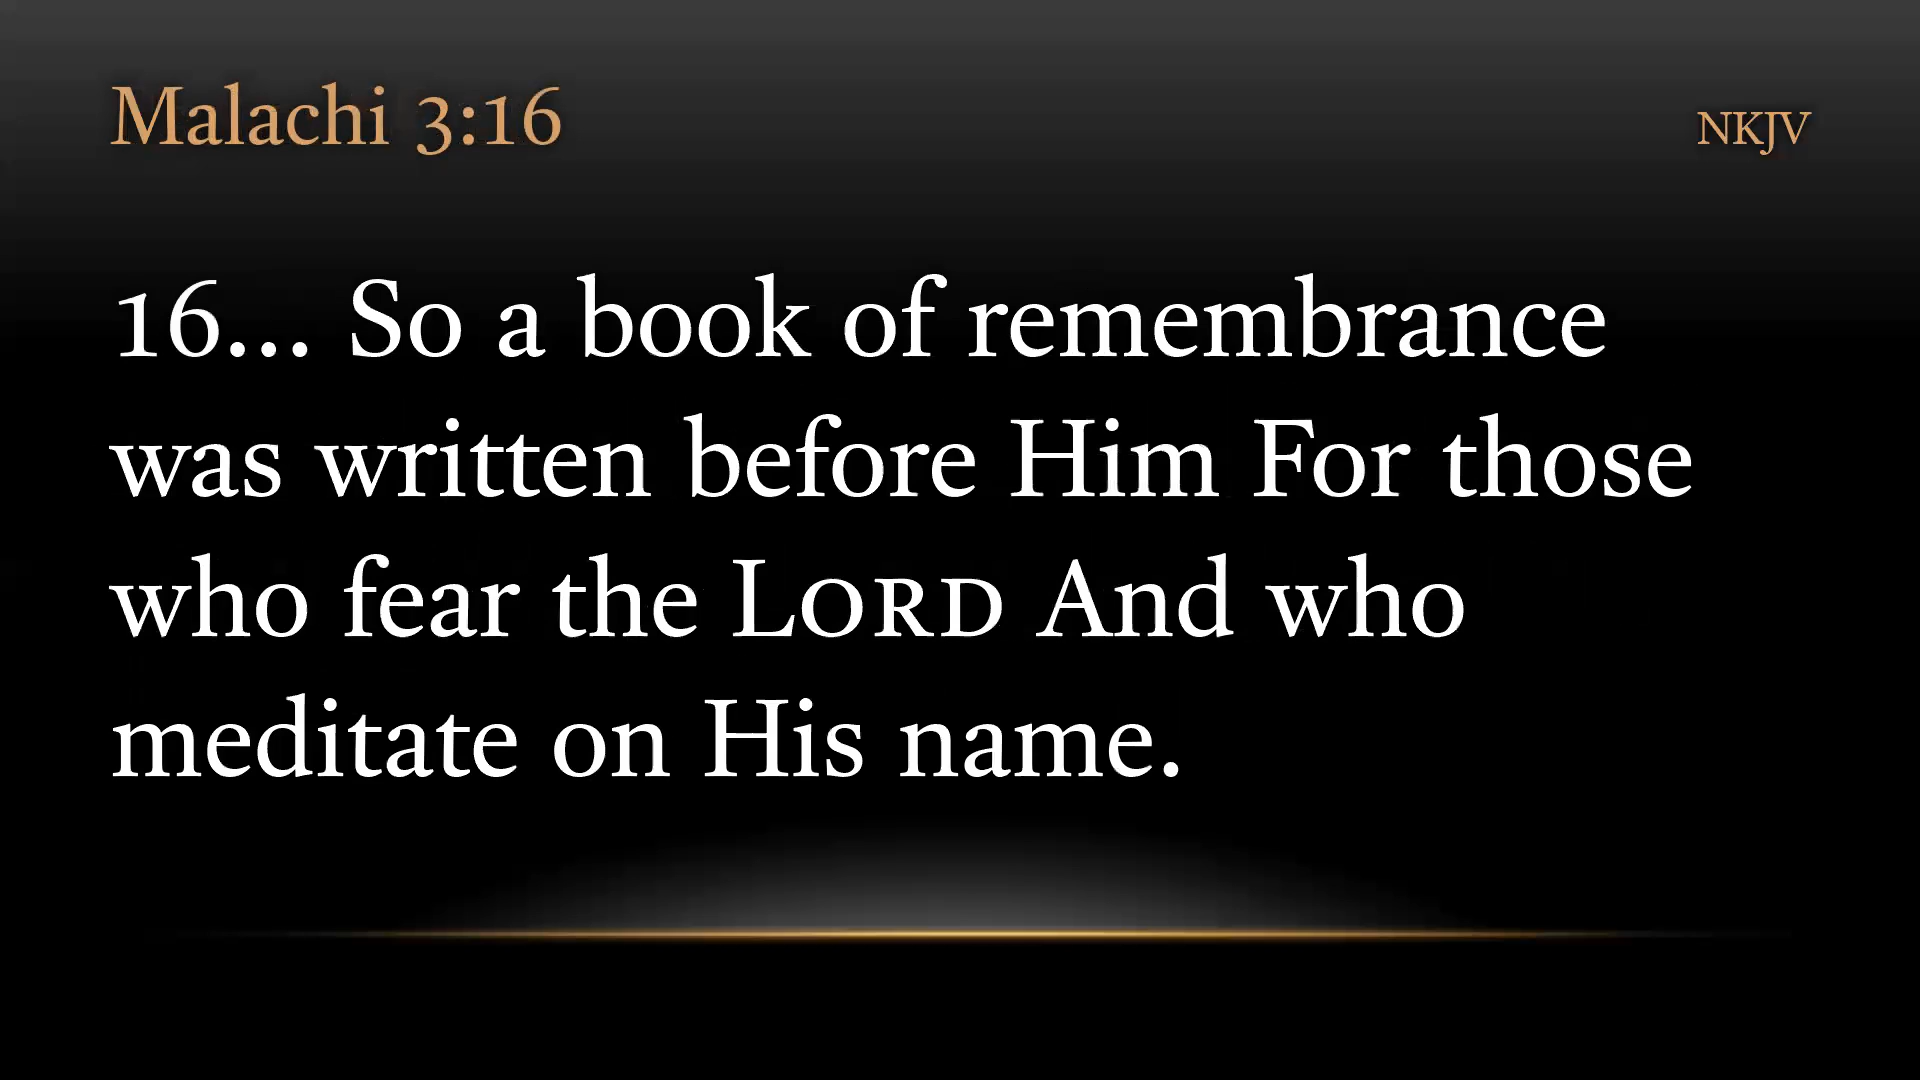 Malachi 3:16
NKJV
16... So a book of remembrance
was written before Him For those
who fear the LORD And who
meditate on His name.